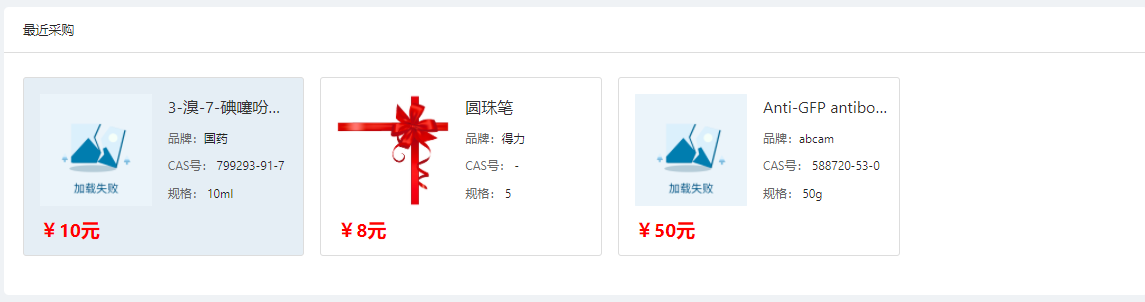 最近采购
加载失败
3-溴-7-碘噻吩...
品牌：国药
CAS号： 799293-91-7
规格： 10ml
￥10元
圆珠笔
品牌：得力
CAS号： -
规格： 5
￥8元
加载失败
Anti-GFP antibo...
品牌：abcam
CAS号： 588720-53-0
规格： 50g
￥50元